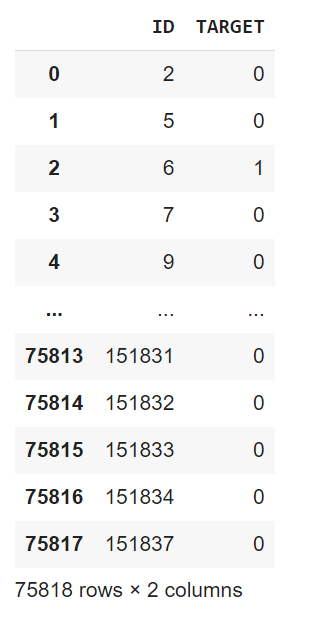 ID TARGET
0 2 0
1 5 0
2 6 1
3 7 0
4 9 0
... ... ...
75813 151831 0
75814 151832 0
75815 151833 0
75816 151834 0
75817 151837 0
75818 rows × 2 columns